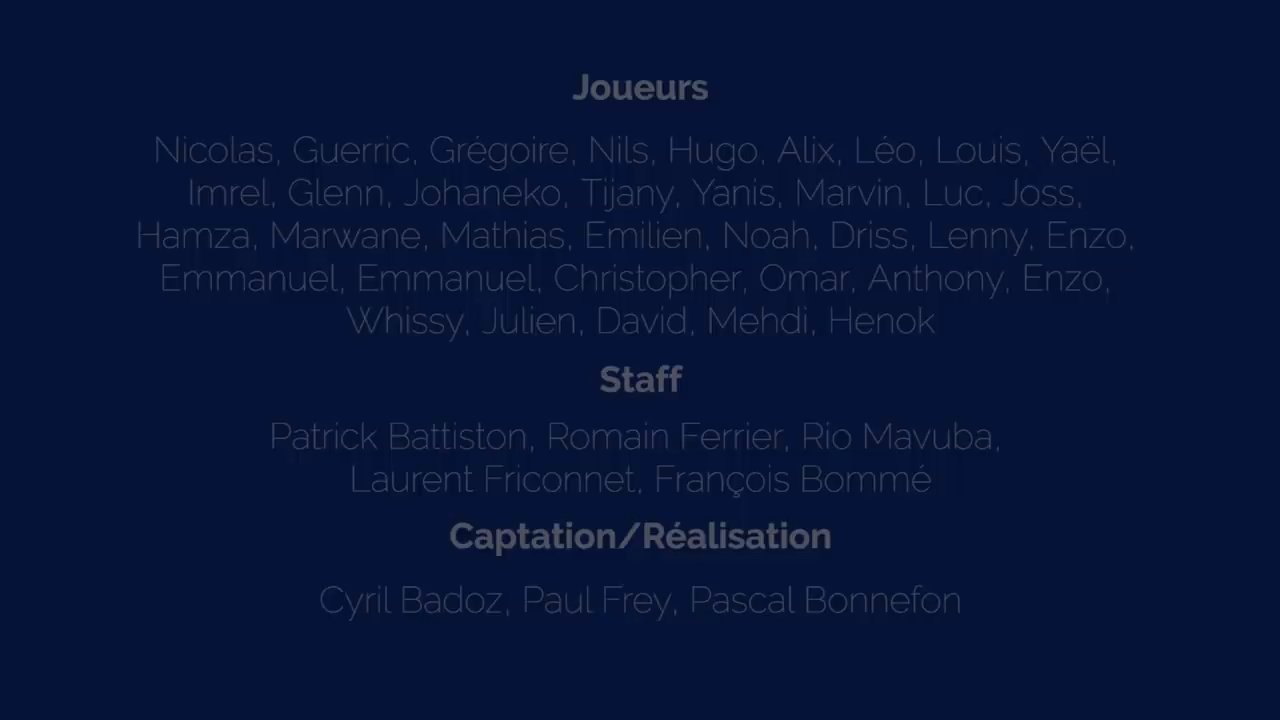 Joueurs
Nicolas, Guerric, Grégoire, Nils, Hugo, Alix, Léo, Louis, Yaël,
Imrel, Glenn, Johaneko, Tijany, Yanis, Marvin, Luc, Joss,
Hamza, Marwane, Mathias, Emilien, Noah, Driss, Lenny, Enzo,
Emmanuel, Emmanuel, Christopher, Omar, Anthony, Enzo,
Whissy, Julien, David, Mehdi, Henok
Staff
Patrick Battiston, Romain Ferrier, Rio Mavuba,
Laurent Friconnet, François Bommé
Captation/Réalisation
Cyril Badoz, Paul Frey, Pascal Bonnefon